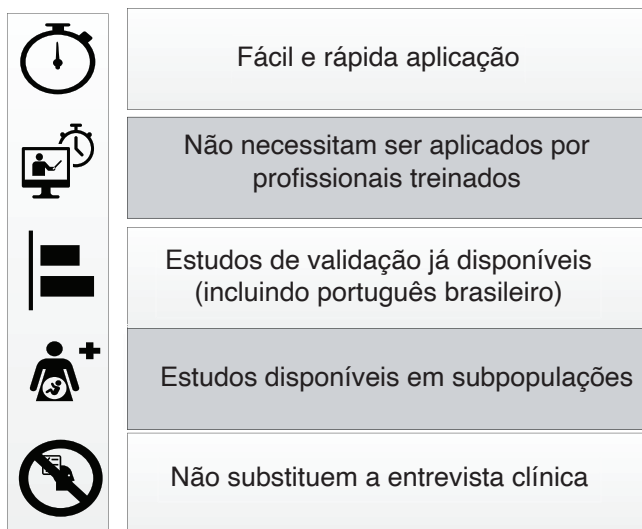 Fácil e rápida aplicação
Não necessitam ser aplicados por
profissionais treinados
Estudos de validação já disponíveis
(incluindo português brasileiro)
Estudos disponíveis em subpopulações
Não substituem a entrevista clínica